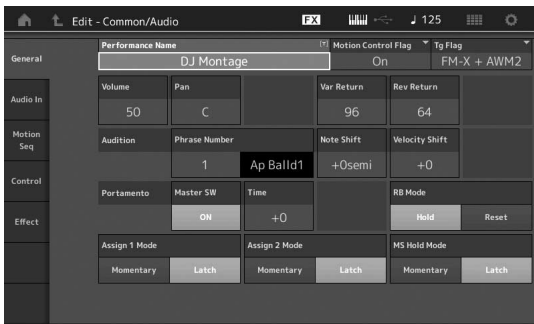 Edit - Common/Audio FX ♩ 125
Performance Name [T] Motion Control Flag Tg Flag
General DJ Montage On FM-X + AWM2
Volume Pan Var Return Rev Return
Audio In 50 C 96 64
Motion Seq Audition Phrase Number Note Shift Velocity Shift
1 Ap Balld1 +0semi +0
Control Portamento Master SW Time RB Mode
Effect ON +0 Hold Reset
Assign 1 Mode Assign 2 Mode MS Hold Mode
Momentary Latch Momentary Latch Momentary Latch